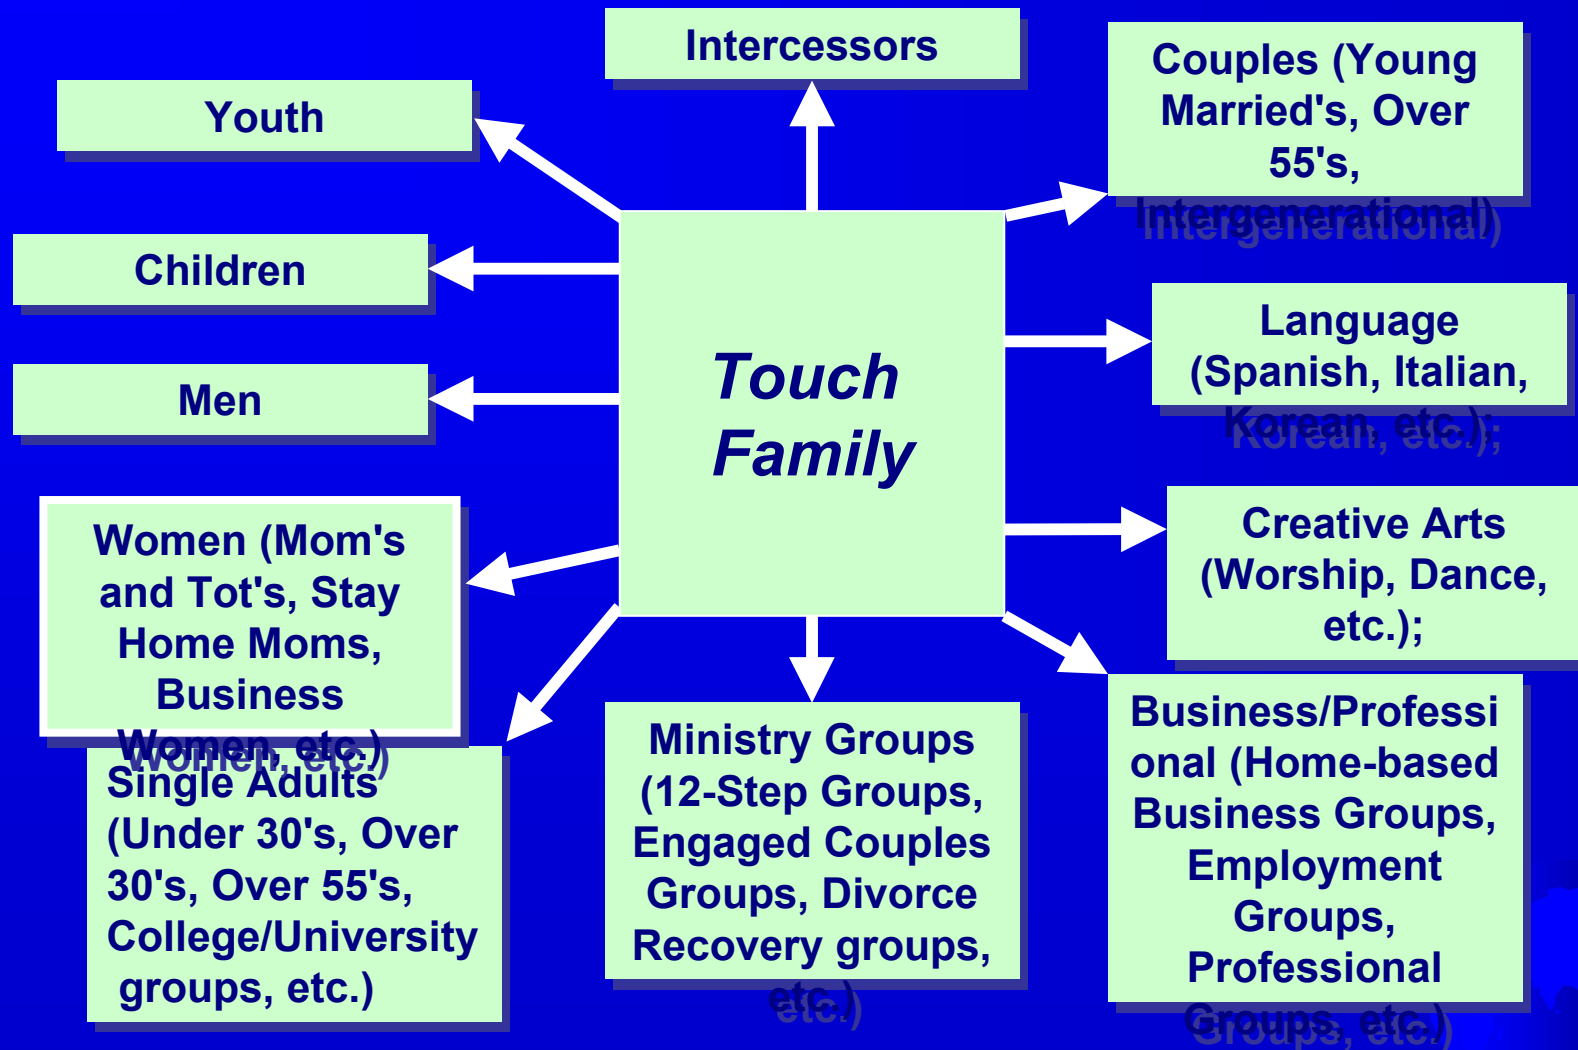 Intercessors
Couples (Young
Married's, Over
55's,
Intergenerational)
Youth
Children
Men
Touch
Family
Language
(Spanish, Italian,
Korean, etc.);
Creative Arts
(Worship, Dance,
etc.);
Women (Mom's
and Tot's, Stay
Home Moms,
Business
Women, etc.)
Single Adults
(Under 30's, Over
30's, Over 55's,
College/University
groups, etc.)
Ministry Groups
(12-Step Groups,
Engaged Couples
Groups, Divorce
Recovery groups,
etc.)
Business/Professi
onal (Home-based
Business Groups,
Employment
Groups,
Professional
Groups, etc.)